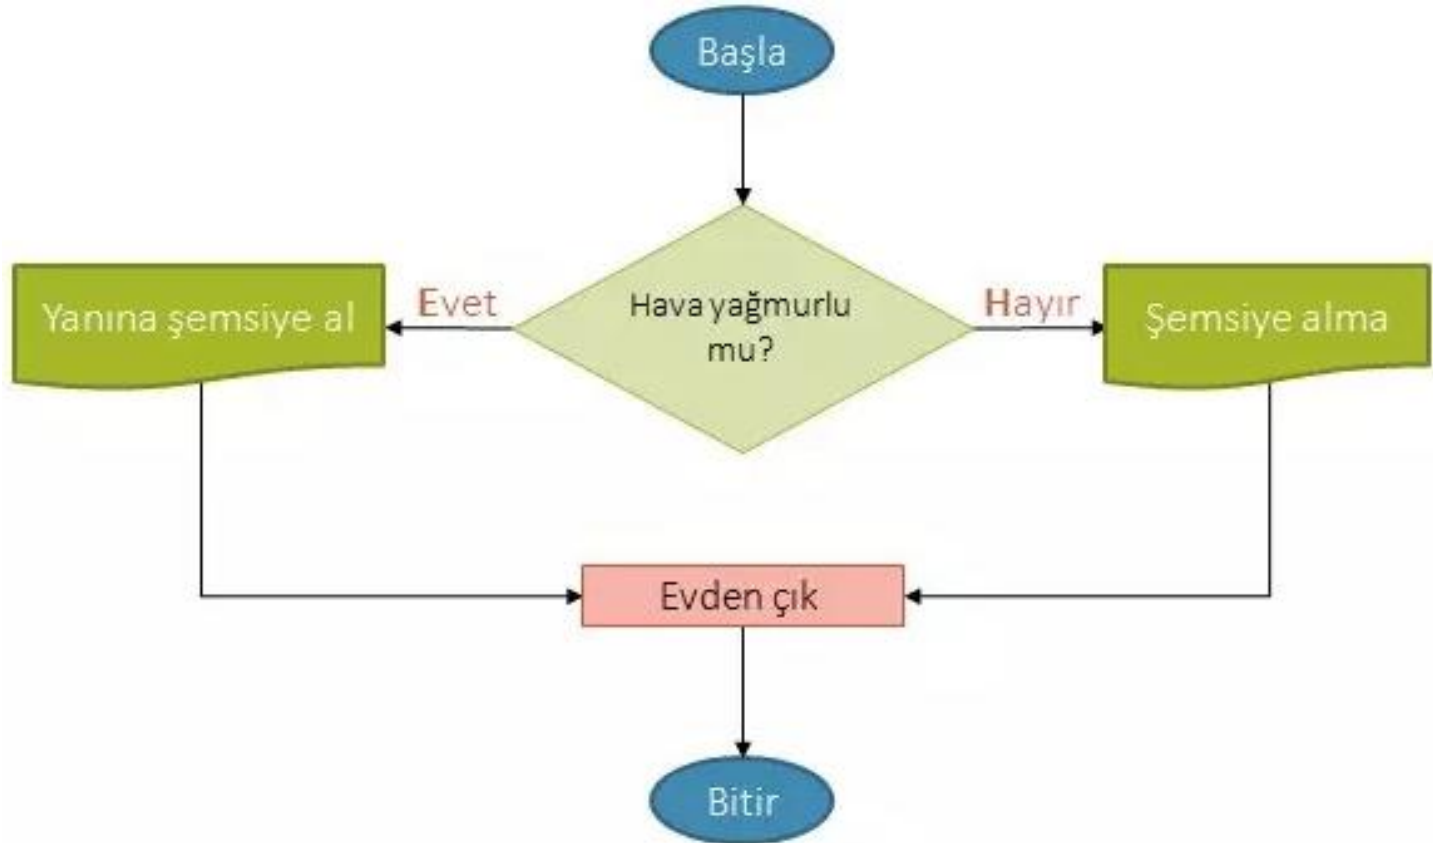 Başla
Hava yağmurlu
mu?
Evet
Hayır
Yanına şemsiye al
Şemsiye alma
Evden çık
Bitir